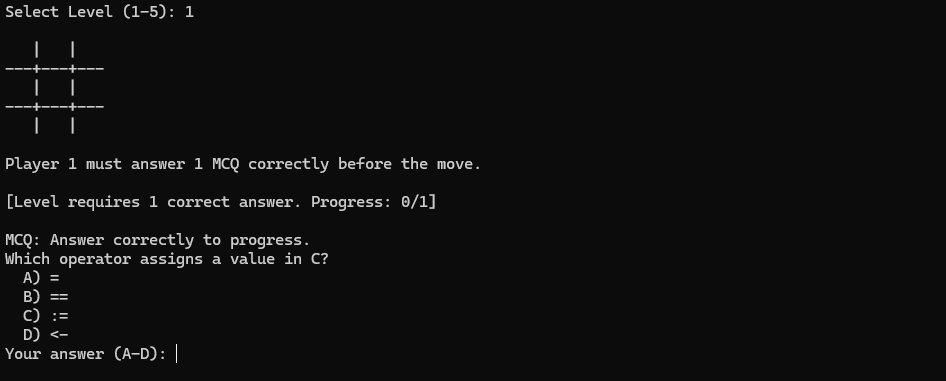 Select Level (1-5): 1
   |   |
---+---+---
   |   |
---+---+---
   |   |
Player 1 must answer 1 MCQ correctly before the move.
[Level requires 1 correct answer. Progress: 0/1]
MCQ: Answer correctly to progress.
Which operator assigns a value in C?
  A) =
  B) ==
  C) :=
  D) <-
Your answer (A-D):